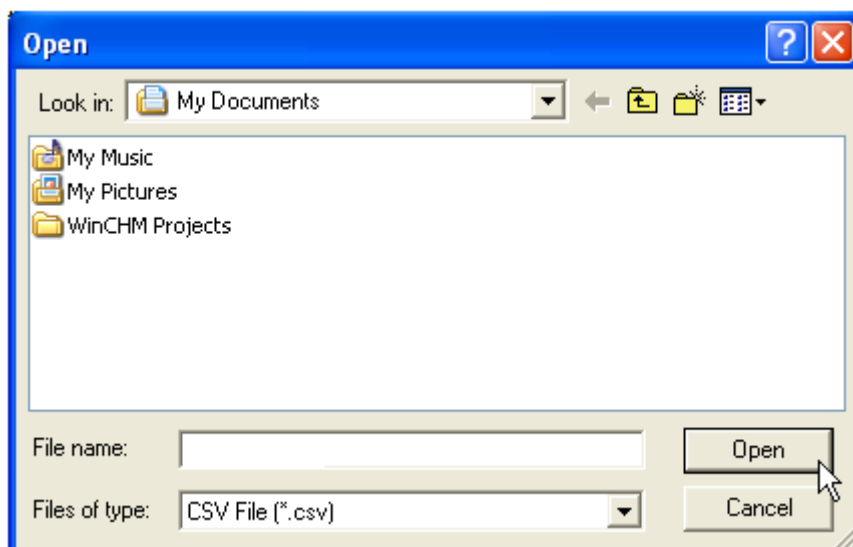 Open
Look in: My Documents
My Music
My Pictures
WinCHM Projects
File name: Open
Files of type: CSV File (*.csv) Cancel